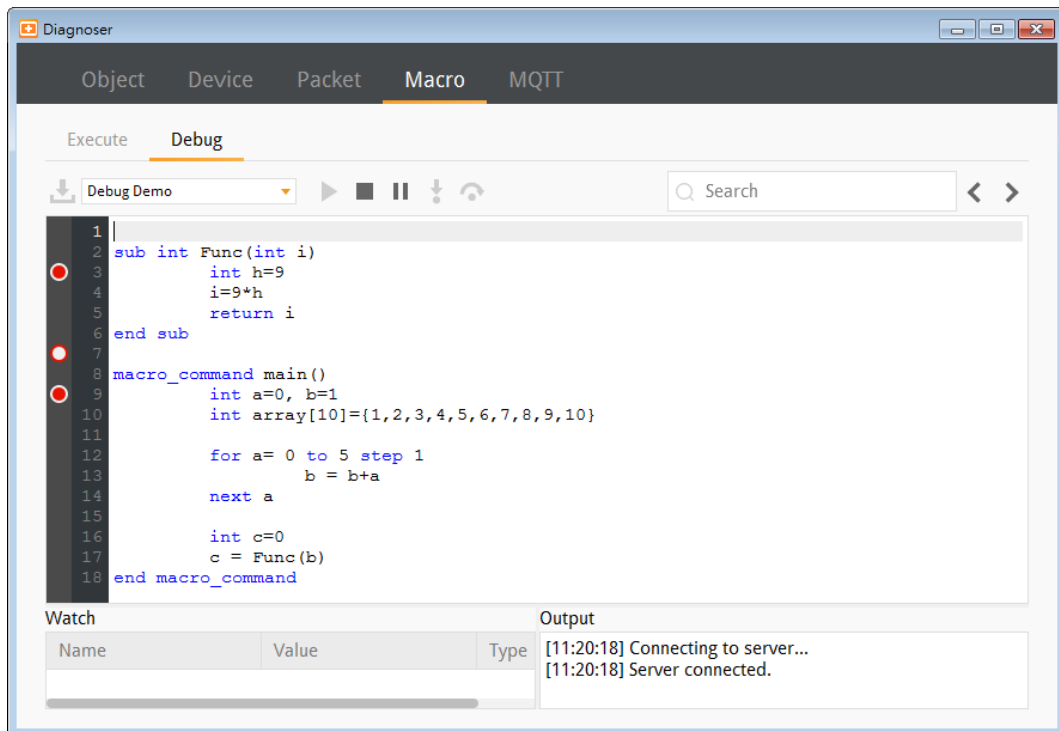 Diagnoser
Object Device Packet Macro MQTT
Execute Debug
Debug Demo Search
1
2 sub int Func(int i)
3 int h=9
4 i=9*h
5 return i
6 end sub
7
8 macro_command main()
9 int a=0, b=1
10 int array[10]={1,2,3,4,5,6,7,8,9,10}
11
12 for a= 0 to 5 step 1
13 b = b+a
14 next a
15
16 int c=0
17 c = Func(b)
18 end macro_command
Watch Output
Name Value Type
[11:20:18] Connecting to server...
[11:20:18] Server connected.